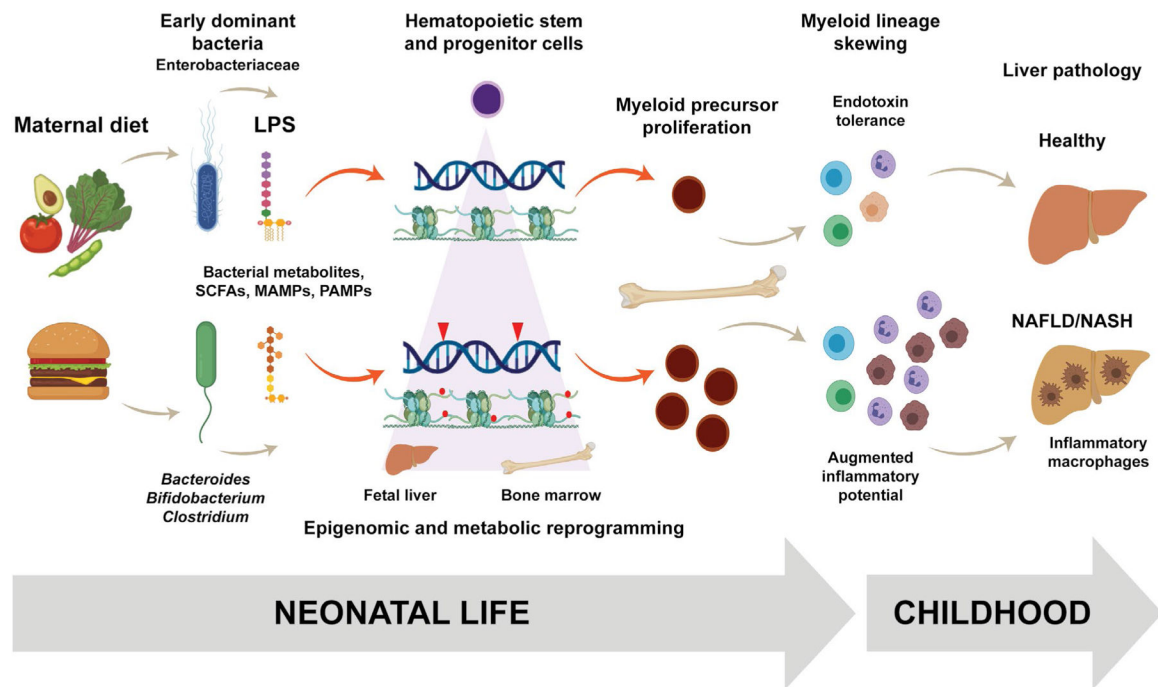 Maternal diet
Early dominant
bacteria
Enterobacteriaceae
LPS
Bacterial metabolites,
SCFAs, MAMPs, PAMPs
Bacteroides
Bifidobacterium
Clostridium
Hematopoietic stem
and progenitor cells
Fetal liver
Bone marrow
Epigenomic and metabolic reprogramming
Myeloid precursor
proliferation
Myeloid lineage
skewing
Endotoxin
tolerance
Augmented
inflammatory
potential
Liver pathology
Healthy
NAFLD/NASH
Inflammatory
macrophages
NEONATAL LIFE
CHILDHOOD